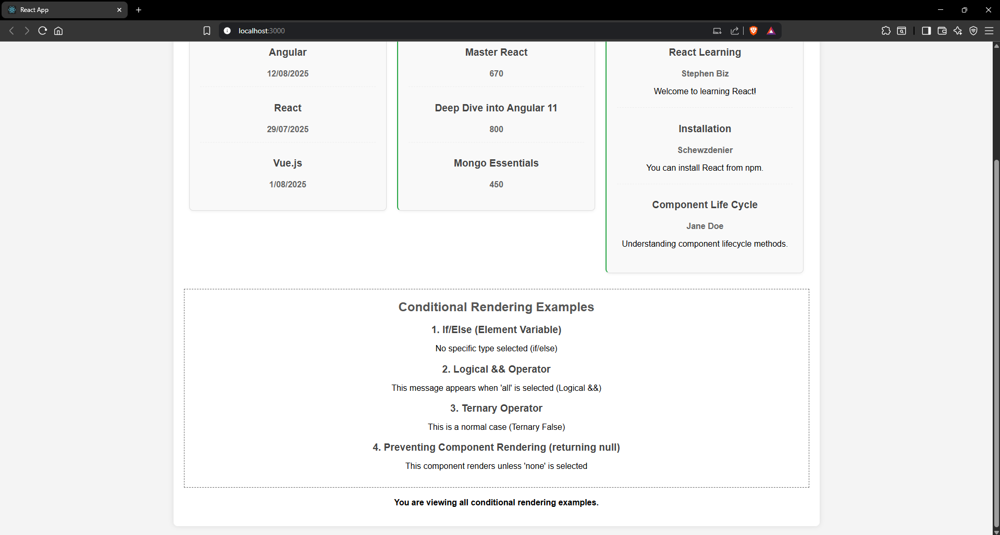 React App
localhost:3000
Angular
12/08/2025
React
29/07/2025
Vue.js
1/08/2025
Master React
670
Deep Dive into Angular 11
800
Mongo Essentials
450
React Learning
Stephen Biz
Welcome to learning React!
Installation
Schewzdenier
You can install React from npm.
Component Life Cycle
Jane Doe
Understanding component lifecycle methods.
Conditional Rendering Examples
1. If/Else (Element Variable)
No specific type selected (if/else)
2. Logical && Operator
This message appears when 'all' is selected (Logical &&)
3. Ternary Operator
This is a normal case (Ternary False)
4. Preventing Component Rendering (returning null)
This component renders unless 'none' is selected
You are viewing all conditional rendering examples.